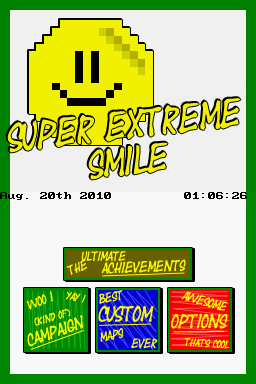 SUPER EXTREME
SMILE
Aug. 20th 2010 01:06:26
THE ULTIMATE
ACHIEVEMENTS
WOO! YAY!
(KIND OF)
CAMPAIGN
BEST
CUSTOM
MAPS
EVER
AWESOME
OPTIONS
THATS COOL